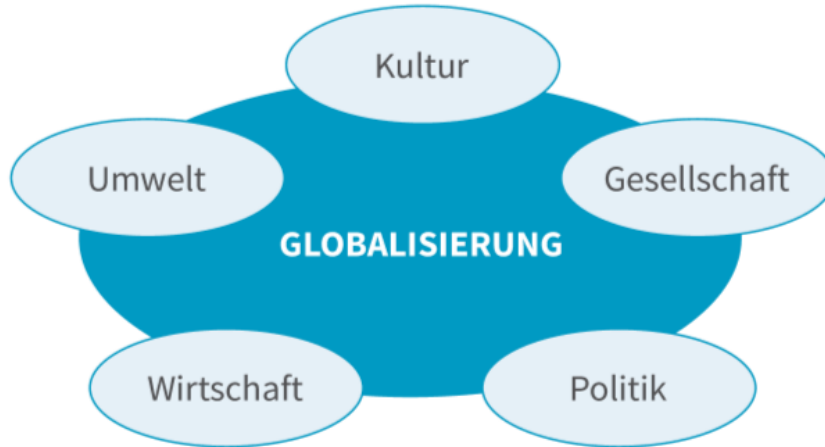 Kultur
Umwelt
Gesellschaft
GLOBALISIERUNG
Wirtschaft
Politik